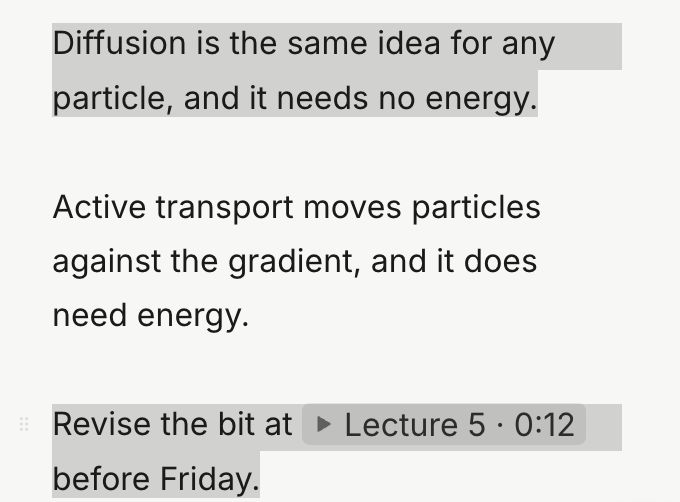 Diffusion is the same idea for any
particle, and it needs no energy.
Active transport moves particles
against the gradient, and it does
need energy.
Revise the bit at Lecture 5 · 0:12
before Friday.